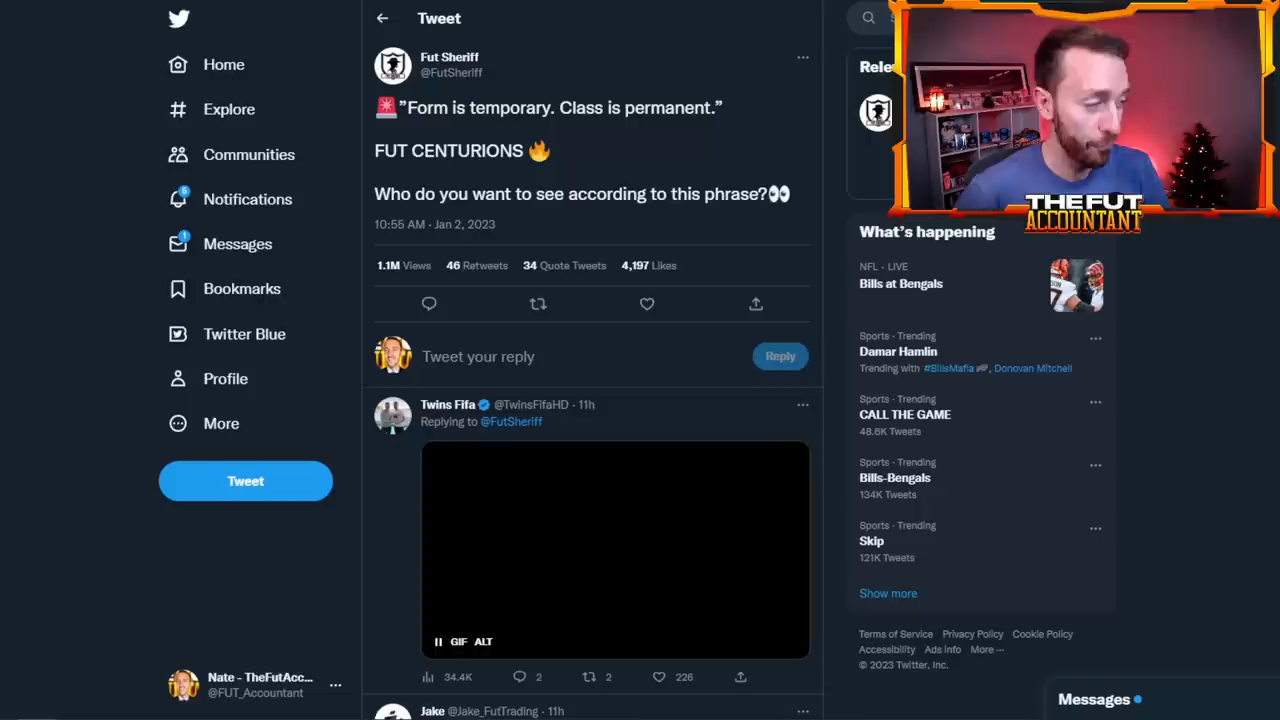 Home
Explore
Communities
5
Notifications
1
Messages
Bookmarks
Twitter Blue
Profile
More
Tweet
Nate - TheFutAcc...
@FUT_Accountant
Tweet
Fut Sheriff
@FutSheriff
🚨”Form is temporary. Class is permanent.”
FUT CENTURIONS 🔥
Who do you want to see according to this phrase?👀
10:55 AM · Jan 2, 2023
1.1M Views 46 Retweets 34 Quote Tweets 4,197 Likes
Tweet your reply
Reply
Twins Fifa @TwinsFifaHD · 11h
Replying to @FutSheriff
GIF ALT
34.4K 2 2 226
Jake @Jake_FutTrading · 11h
THE FUT
ACCOUNTANT
What’s happening
NFL · LIVE
Bills at Bengals
Sports · Trending
Damar Hamlin
Trending with #BillsMafia, Donovan Mitchell
Sports · Trending
CALL THE GAME
48.6K Tweets
Sports · Trending
Bills-Bengals
134K Tweets
Sports · Trending
Skip
121K Tweets
Show more
Terms of Service Privacy Policy Cookie Policy
Accessibility Ads info More ···
© 2023 Twitter, Inc.
Messages